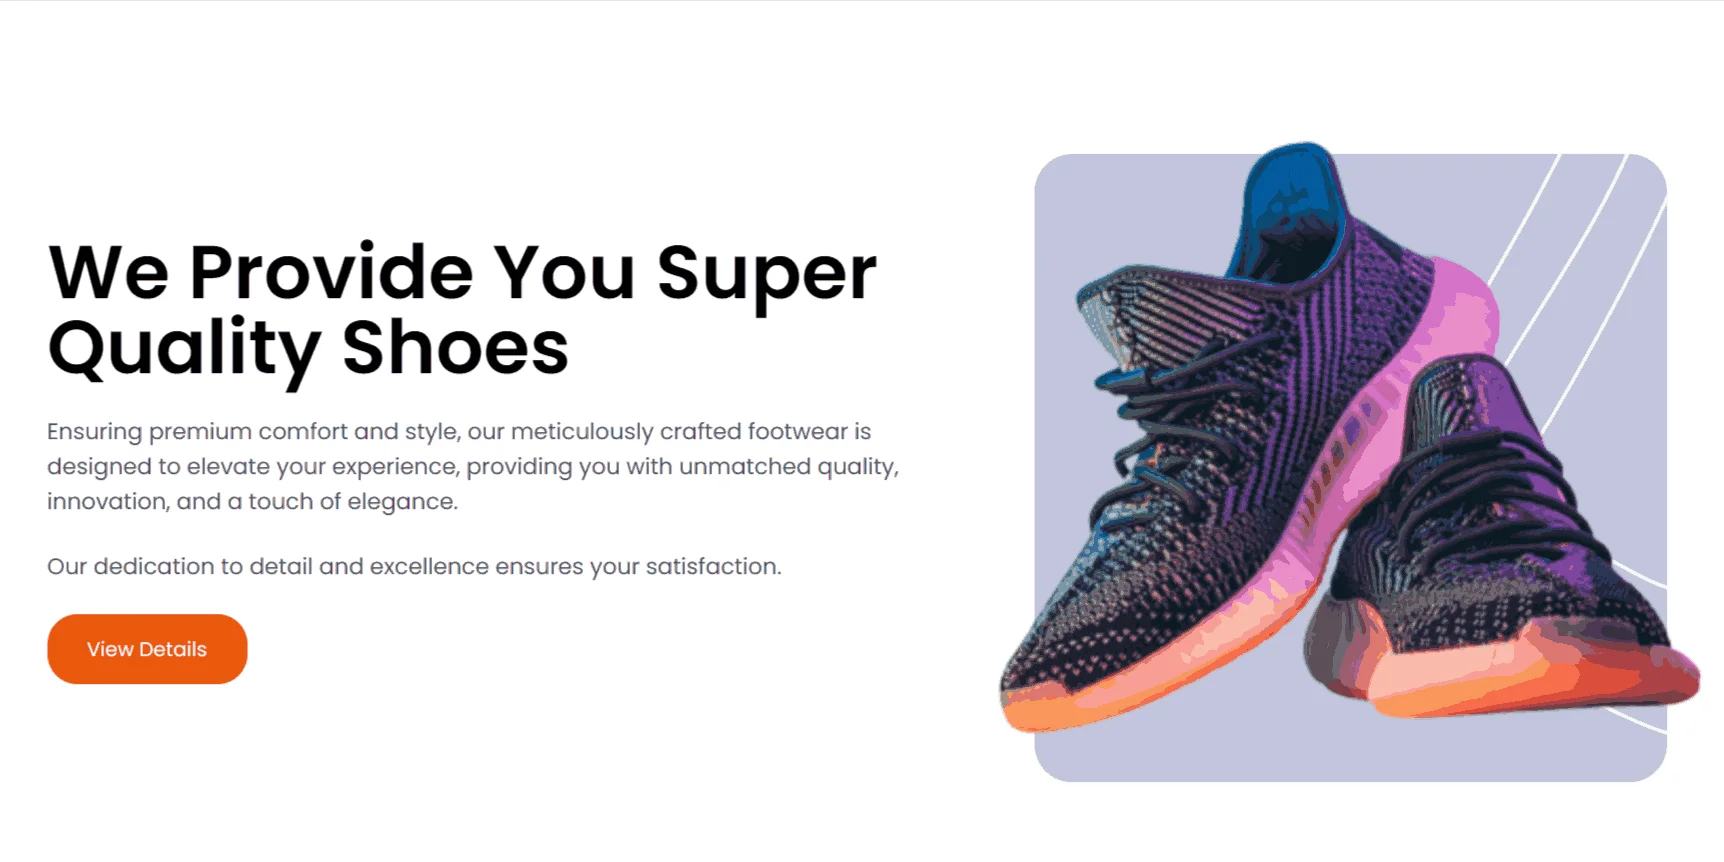 We Provide You Super
Quality Shoes
Ensuring premium comfort and style, our meticulously crafted footwear is
designed to elevate your experience, providing you with unmatched quality,
innovation, and a touch of elegance.
Our dedication to detail and excellence ensures your satisfaction.
View Details